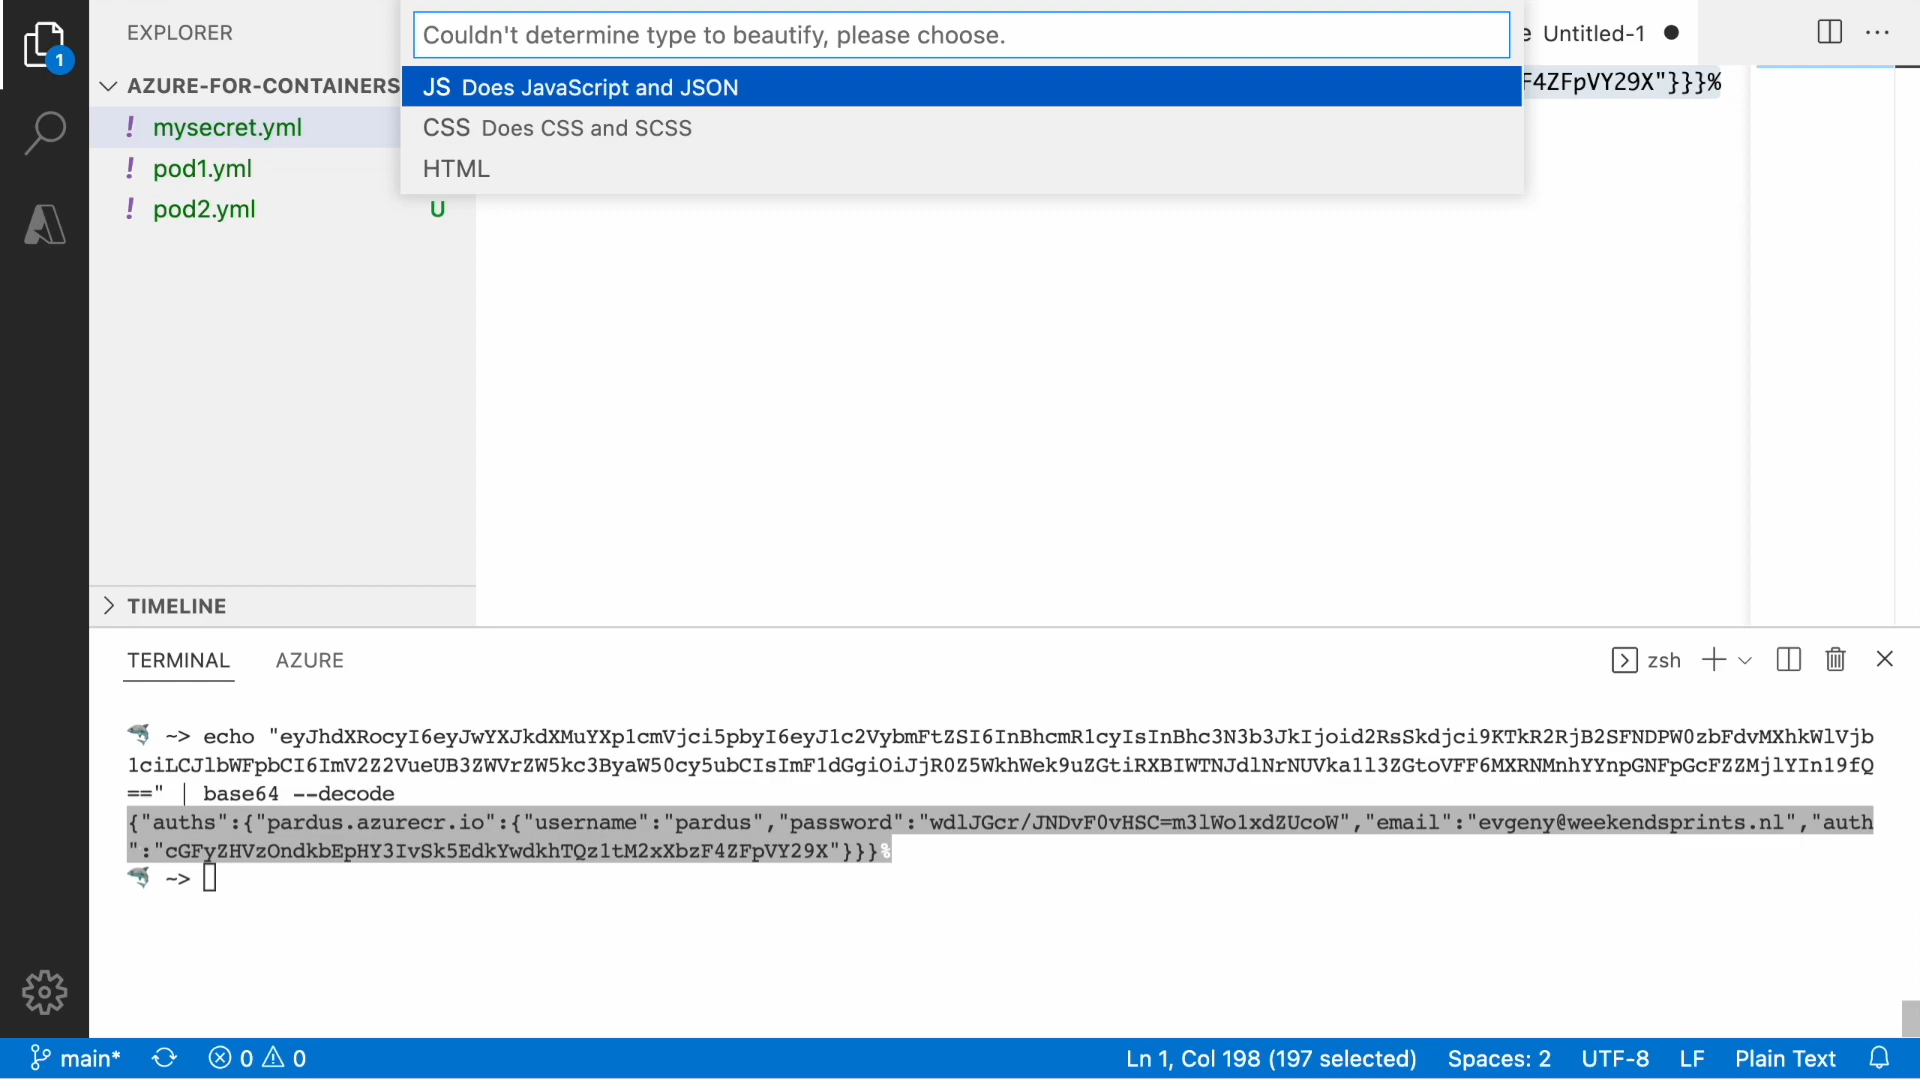 EXPLORER
Couldn't determine type to beautify, please choose.
e Untitled-1
1
AZURE-FOR-CONTAINERS
JS Does JavaScript and JSON
F4ZFpVY29X"}}}%
! mysecret.yml
CSS Does CSS and SCSS
! pod1.yml
HTML
! pod2.yml U
TIMELINE
TERMINAL AZURE
zsh
~> echo "eyJhdXRocyI6eyJwYXJkdXMuYXp1cmVjci5pbyI6eyJ1c2VybmFtZSI6InBhcmR1cyIsInBhc3N3b3JkIjoid2RsSkdjci9KTkR2RjB2SFNDPW0zbFdvMXhkWlVjb
1ciLCJlbWFpbCI6ImV2Z2VueUB3ZWVrZW5kc3ByaW50cy5ubCIsImF1dGgiOiJjR0Z5WkhWek9uZGtiRXBIWTNJdlNrNUVka1l3ZGtoVFF6MXRNMnhYYnpGNFpGcFZZMjlYIn19fQ
==" | base64 --decode
{"auths":{"pardus.azurecr.io":{"username":"pardus","password":"wdlJGcr/JNDvF0vHSC=m3lWo1xdZUcoW","email":"evgeny@weekendsprints.nl","auth
":"cGFyZHVzOndkbEpHY3IvSk5EdkYwdkhTQz1tM2xXbzF4ZFpVY29X"}}}%
~>
main* 0 0
Ln 1, Col 198 (197 selected) Spaces: 2 UTF-8 LF Plain Text